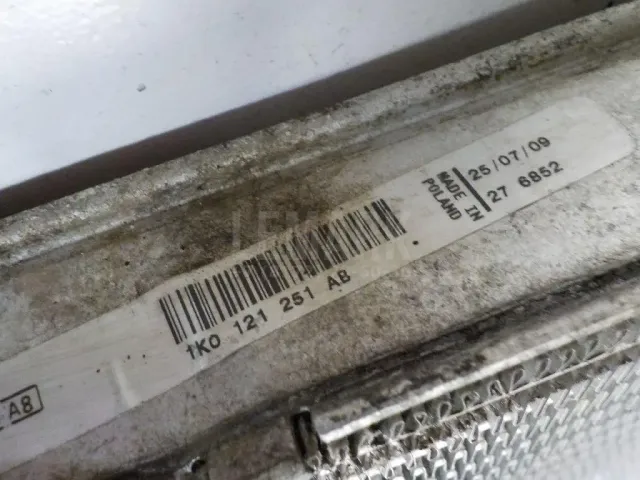 25/07/09
MADE IN
POLAND
27 6852
1K0 121 251 AB
AB